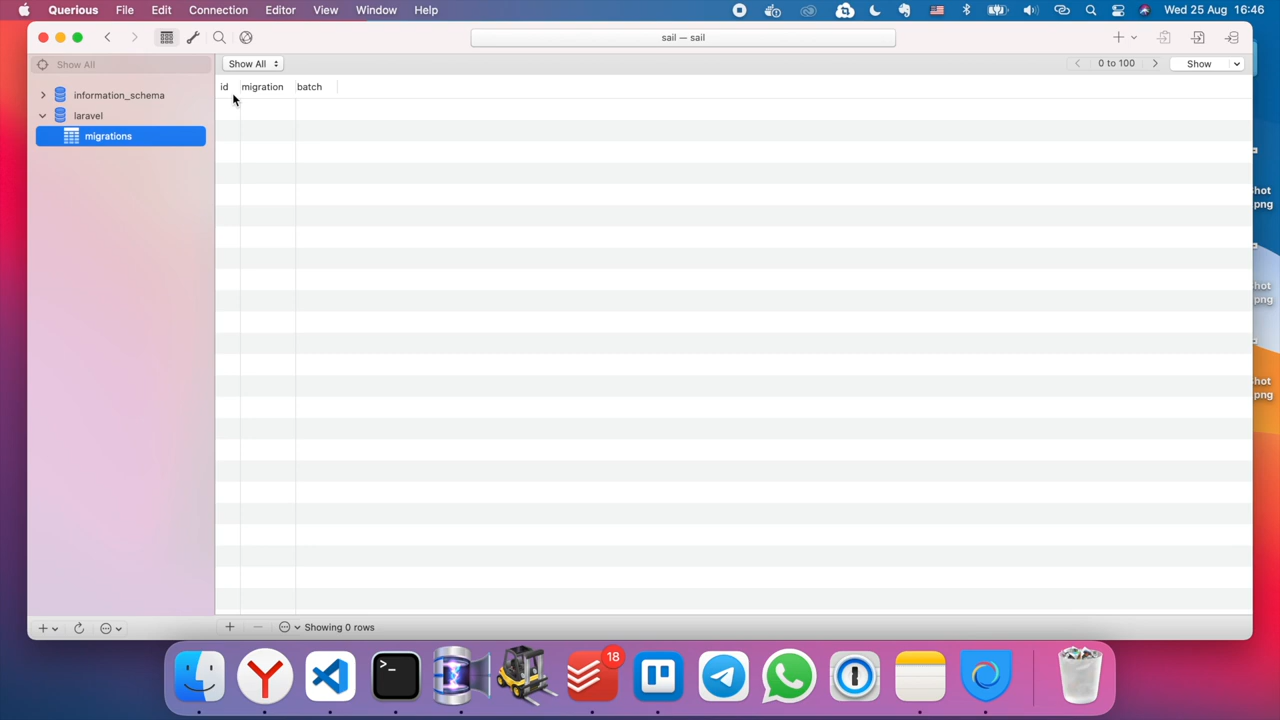 Querious File Edit View Connection Editor View Window Help Wed 25 Aug 16:46
sail — sail
Show All
Show All
0 to 100
Show
id migration batch
information_schema
laravel
migrations
Showing 0 rows
hot
png
hot
png
hot
png
>_
18